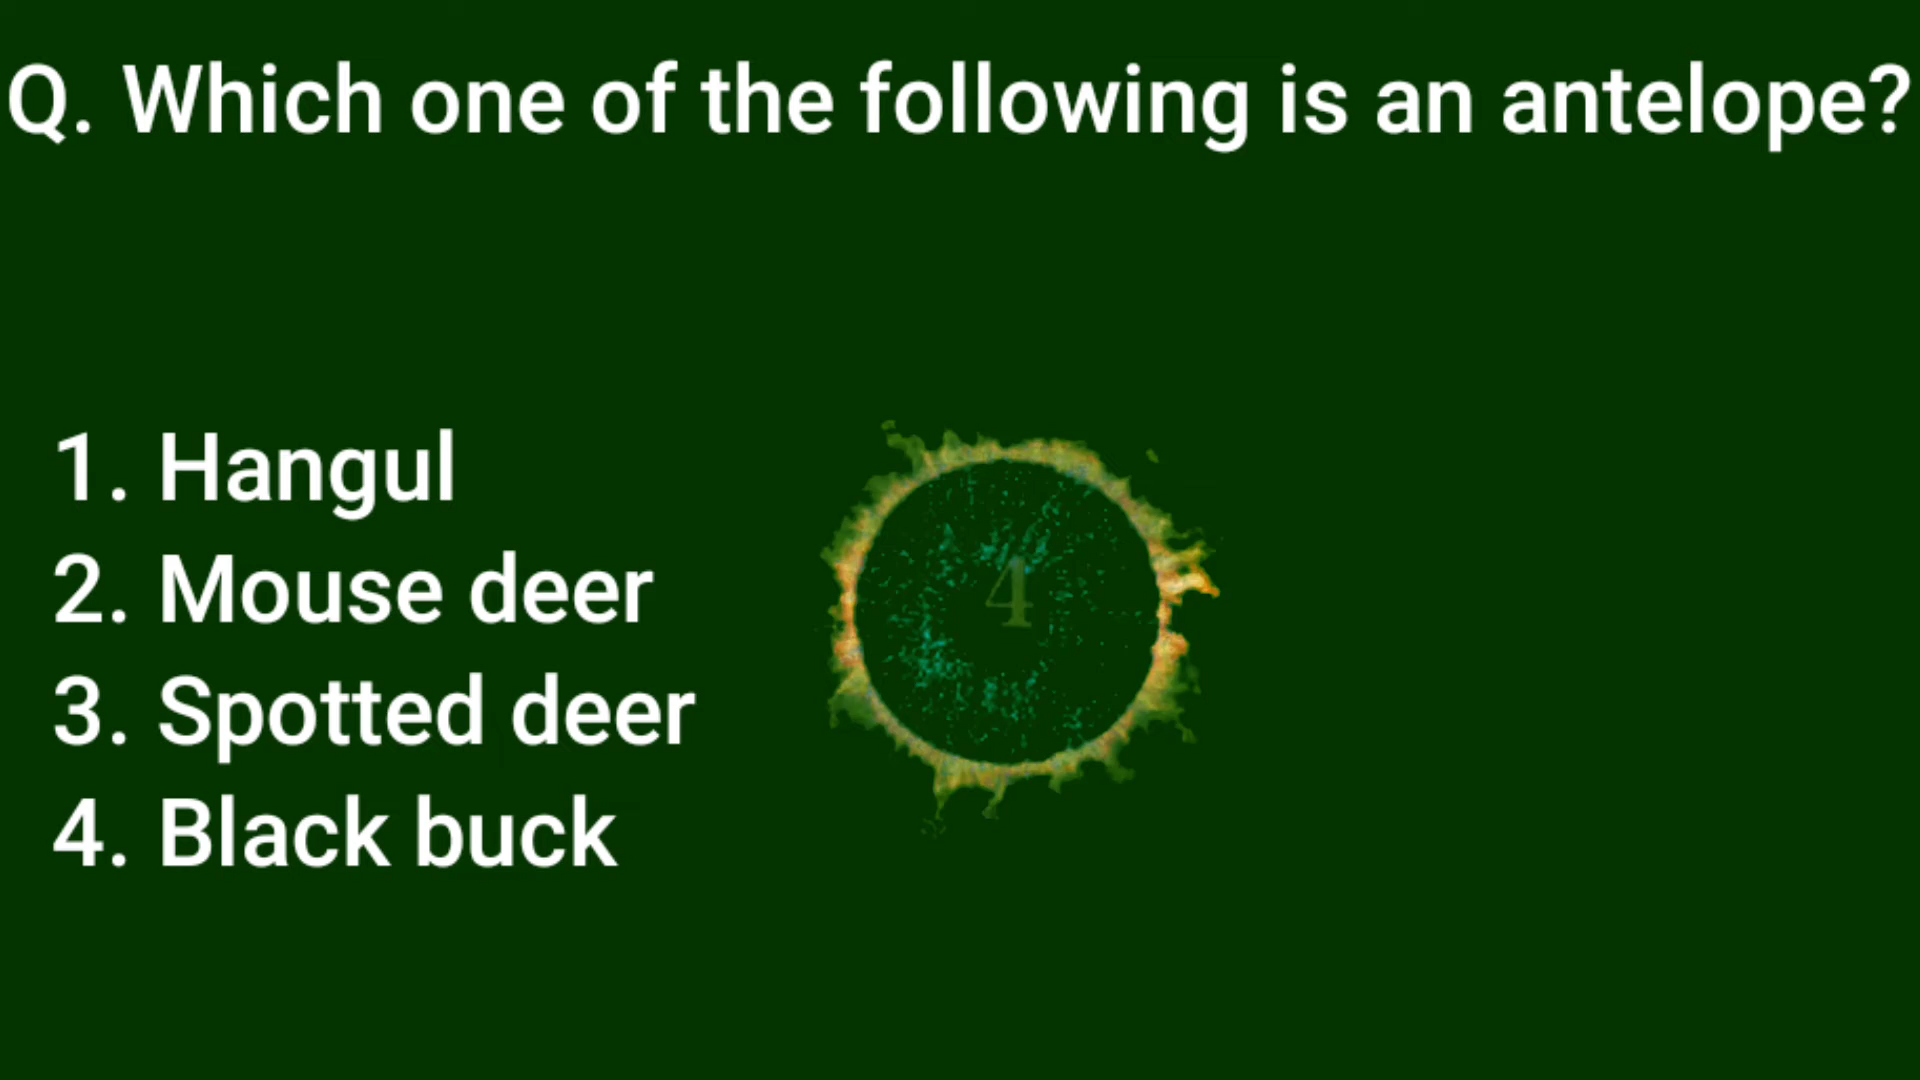 Q. Which one of the following is an antelope?
1. Hangul
2. Mouse deer
4
3. Spotted deer
4. Black buck